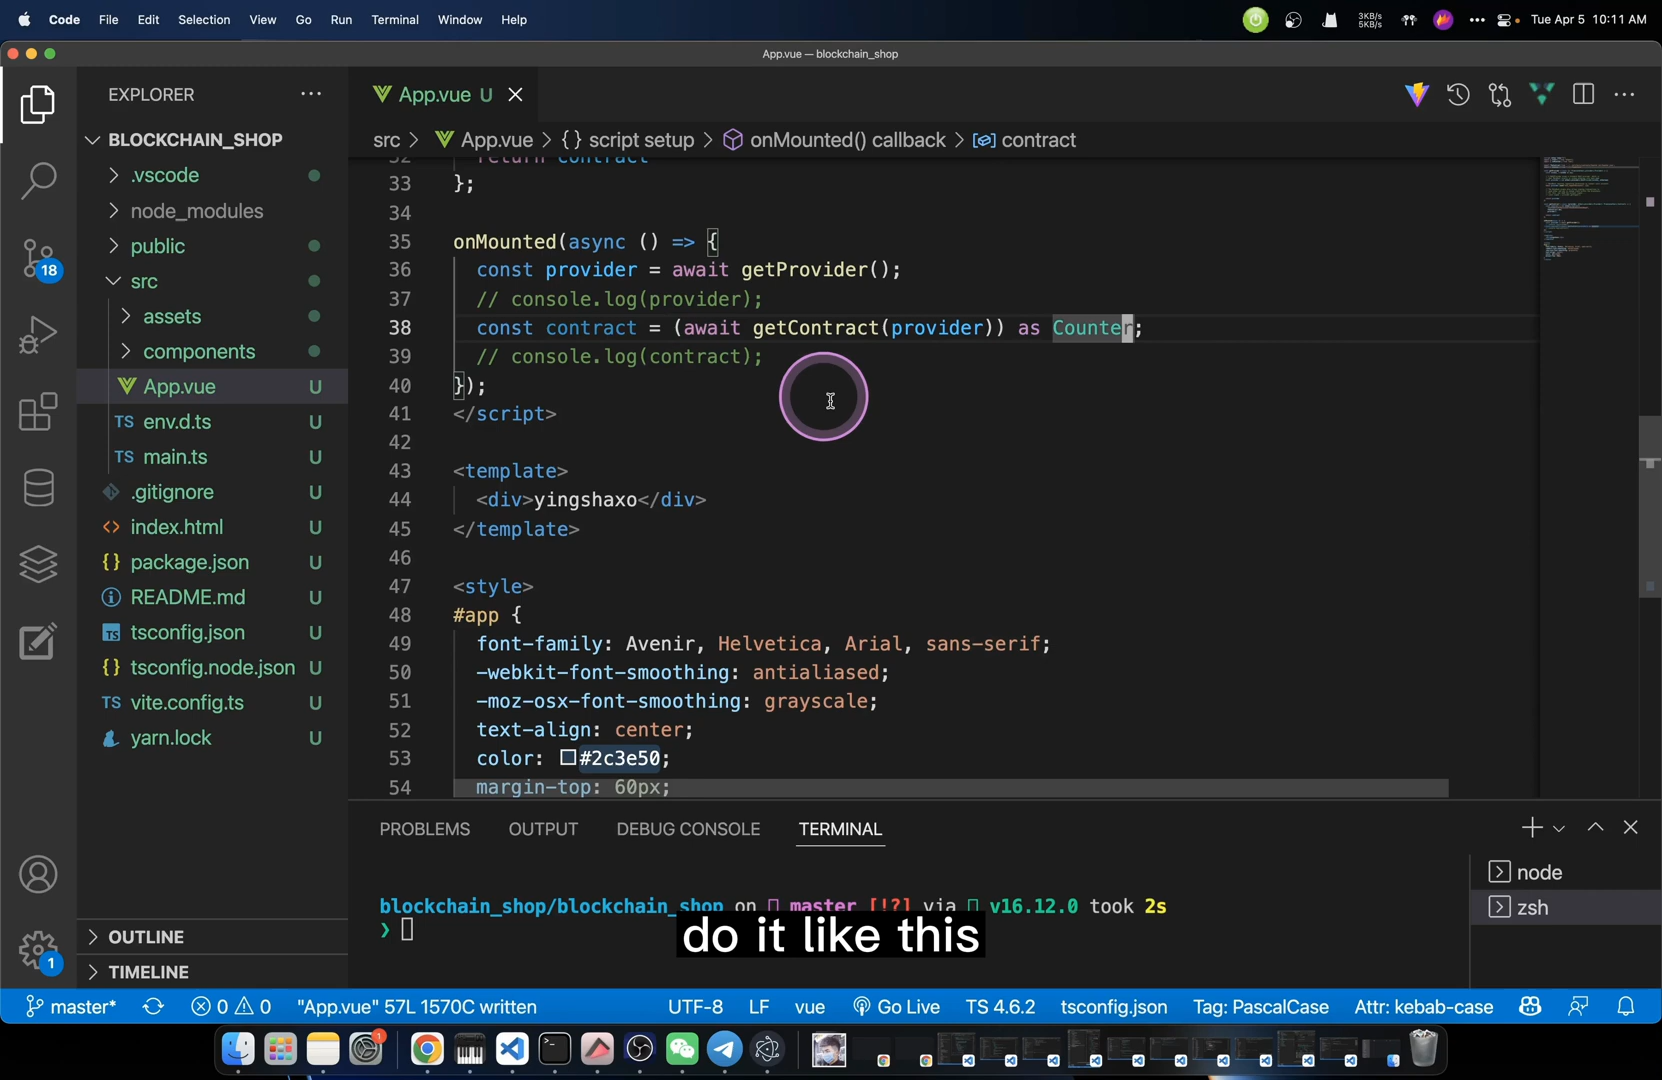 Code File Edit Selection View Go Run Terminal Window Help
3KB/s
5KB/s
Tue Apr 5 10:11 AM
App.vue — blockchain_shop
EXPLORER
App.vue U
src > App.vue > {} script setup > onMounted() callback > contract
BLOCKCHAIN_SHOP
.vscode
node_modules
public
src
assets
components
App.vue U
TS env.d.ts U
TS main.ts U
.gitignore U
index.html U
{} package.json U
README.md U
TS tsconfig.json U
{} tsconfig.node.json U
TS vite.config.ts U
yarn.lock U
OUTLINE
TIMELINE
18
1
32 return contract
33 };
34
35 onMounted(async () => {
36 const provider = await getProvider();
37 // console.log(provider);
38 const contract = (await getContract(provider)) as Counter;
39 // console.log(contract);
40 });
41 </script>
42
43 <template>
44 <div>yingshaxo</div>
45 </template>
46
47 <style>
48 #app {
49 font-family: Avenir, Helvetica, Arial, sans-serif;
50 -webkit-font-smoothing: antialiased;
51 -moz-osx-font-smoothing: grayscale;
52 text-align: center;
53 color: #2c3e50;
54 margin-top: 60px;
PROBLEMS OUTPUT DEBUG CONSOLE TERMINAL
node
zsh
blockchain_shop/blockchain_shop on master [!?] via v16.12.0 took 2s
❯
do it like this
master* 0 0 "App.vue" 57L 1570C written UTF-8 LF vue Go Live TS 4.6.2 tsconfig.json Tag: PascalCase Attr: kebab-case
1